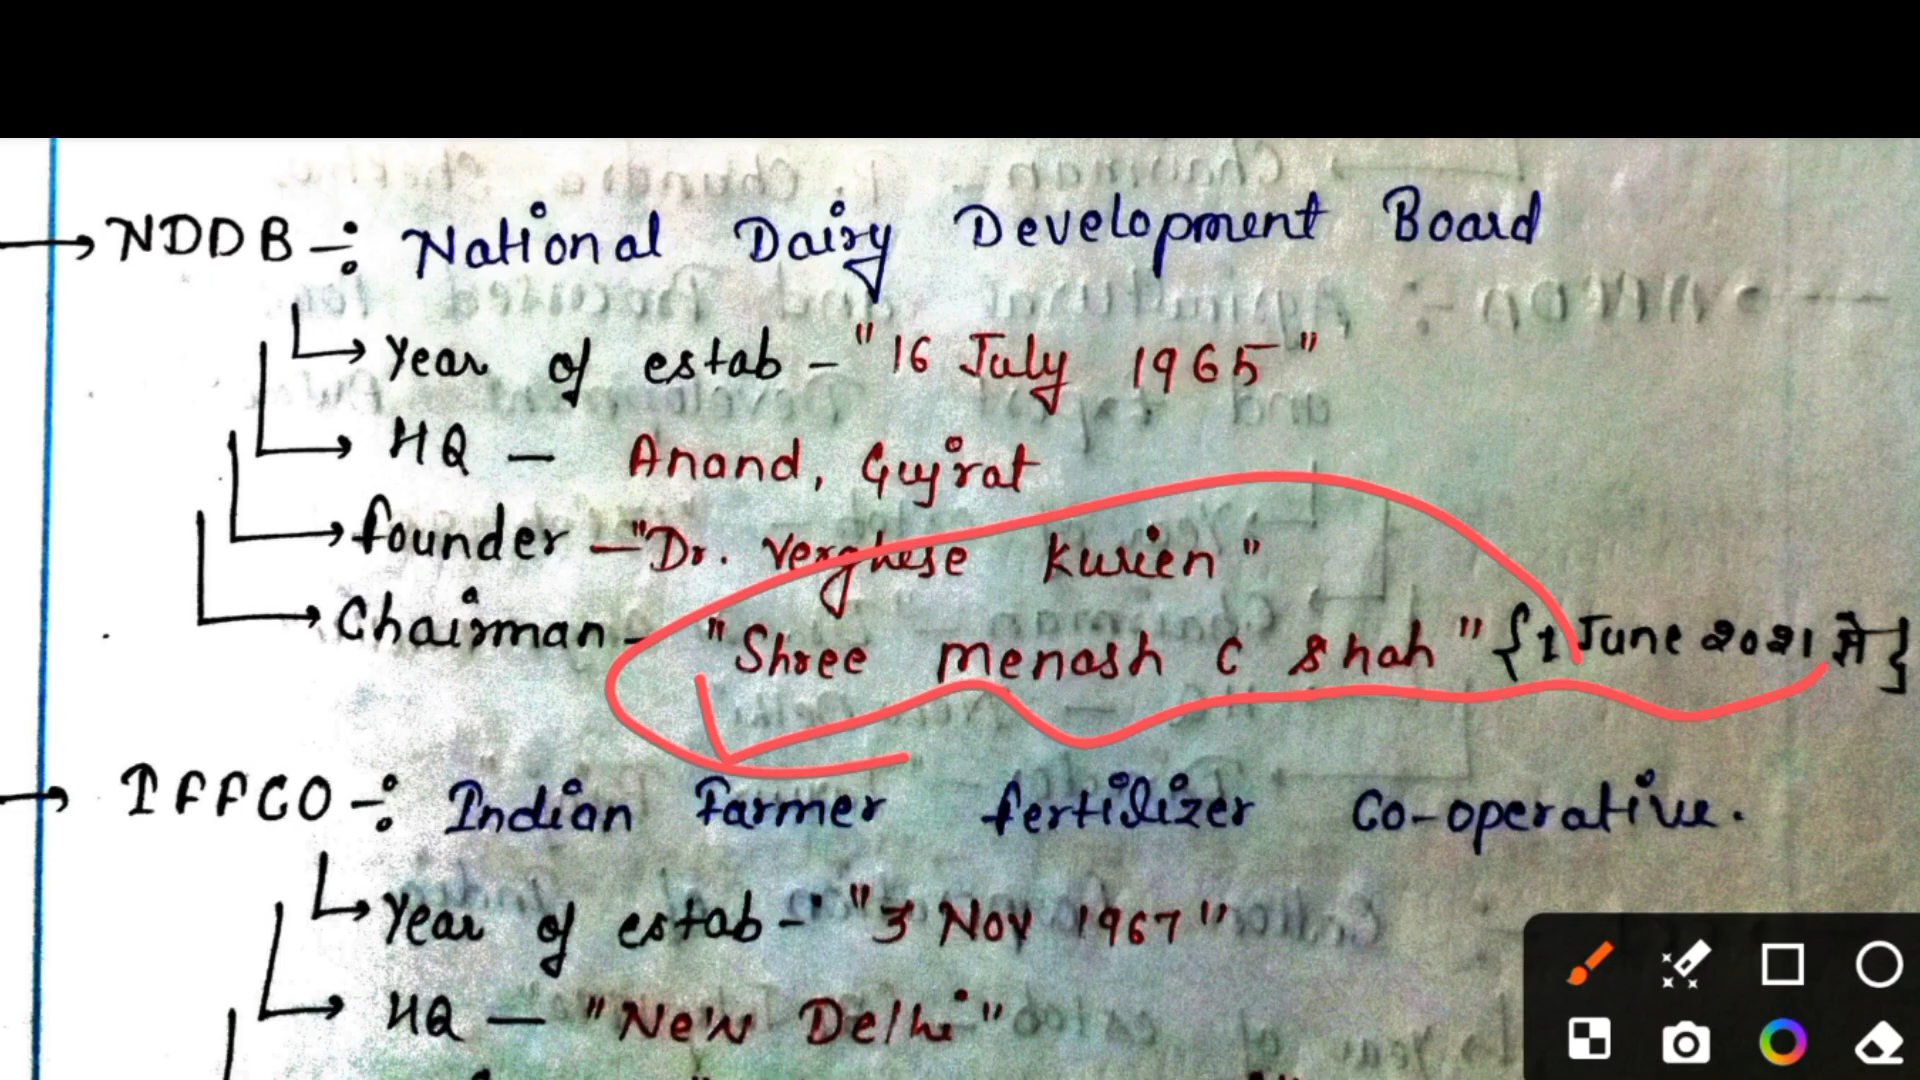 NDDB -: National Dairy Development Board
Year of estab - "16 July 1965"
HQ - Anand, Gujrat
founder - "Dr. Verghese Kurien"
Chairman - "Shree menash c shah" {1 June 2021 में}
IFFCO -: Indian Farmer fertilizer Co-operative.
Year of estab - "3 Nov 1967"
HQ - "New Delhi"